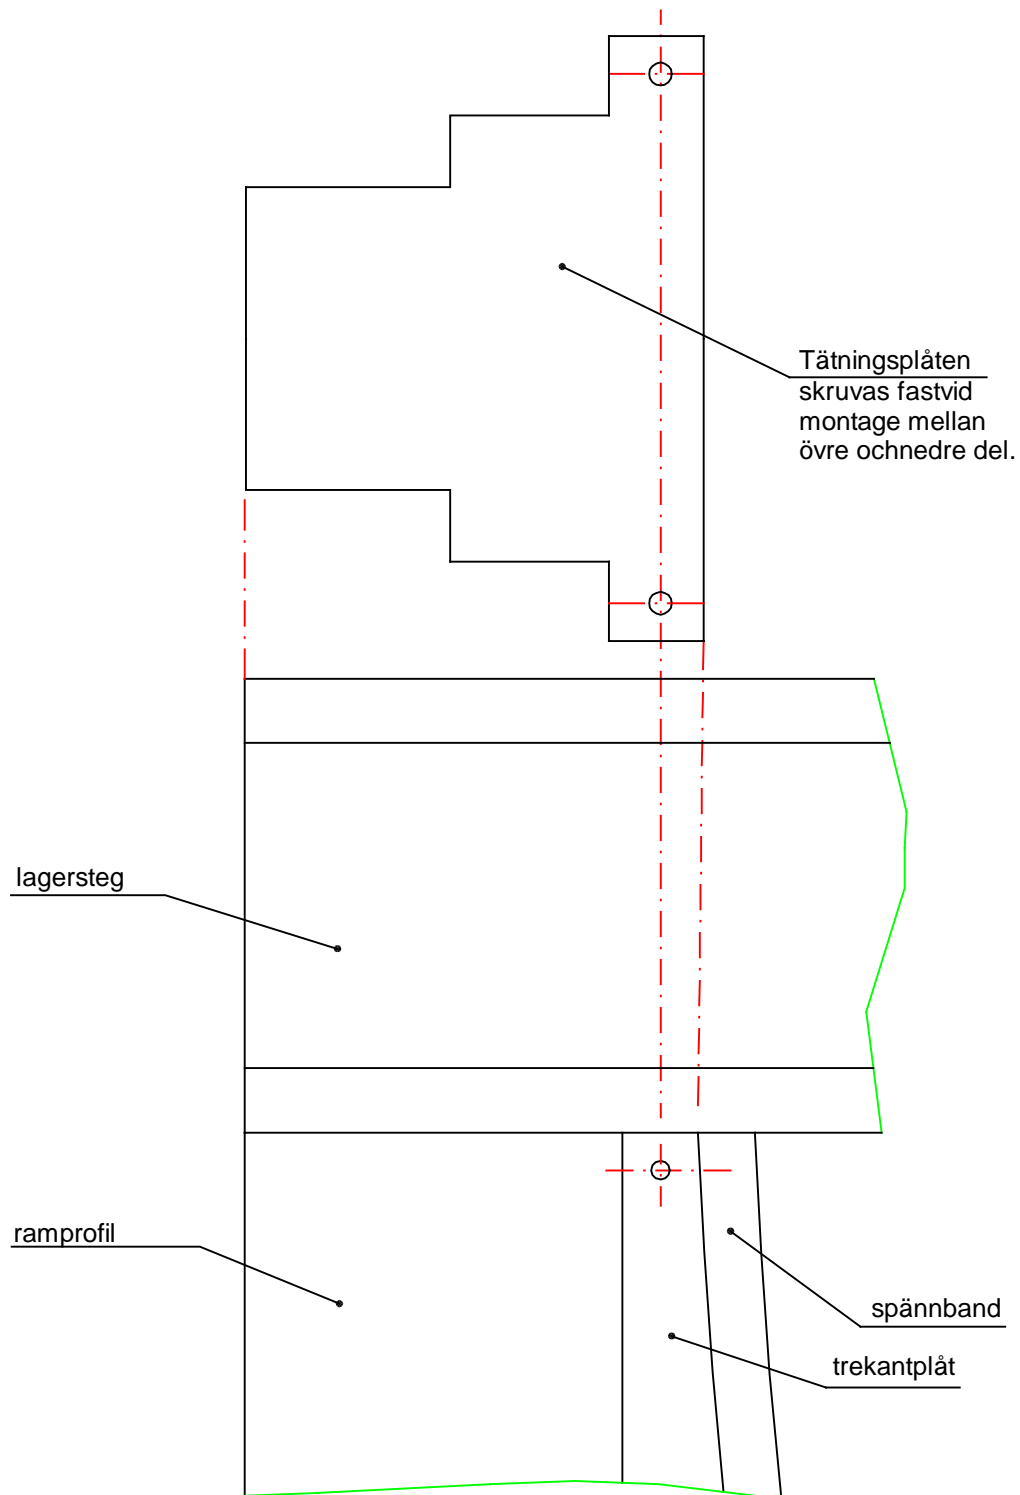 Tätningsplåten
skruvas fastvid
montage mellan
övre ochnedre del.
lagersteg
ramprofil
spännband
trekantplåt